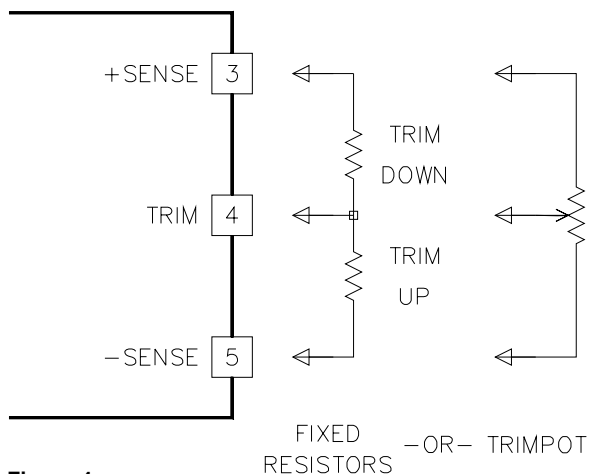 +SENSE 3
TRIM
DOWN
TRIM 4
TRIM
UP
-SENSE 5
FIXED
RESISTORS
-OR- TRIMPOT